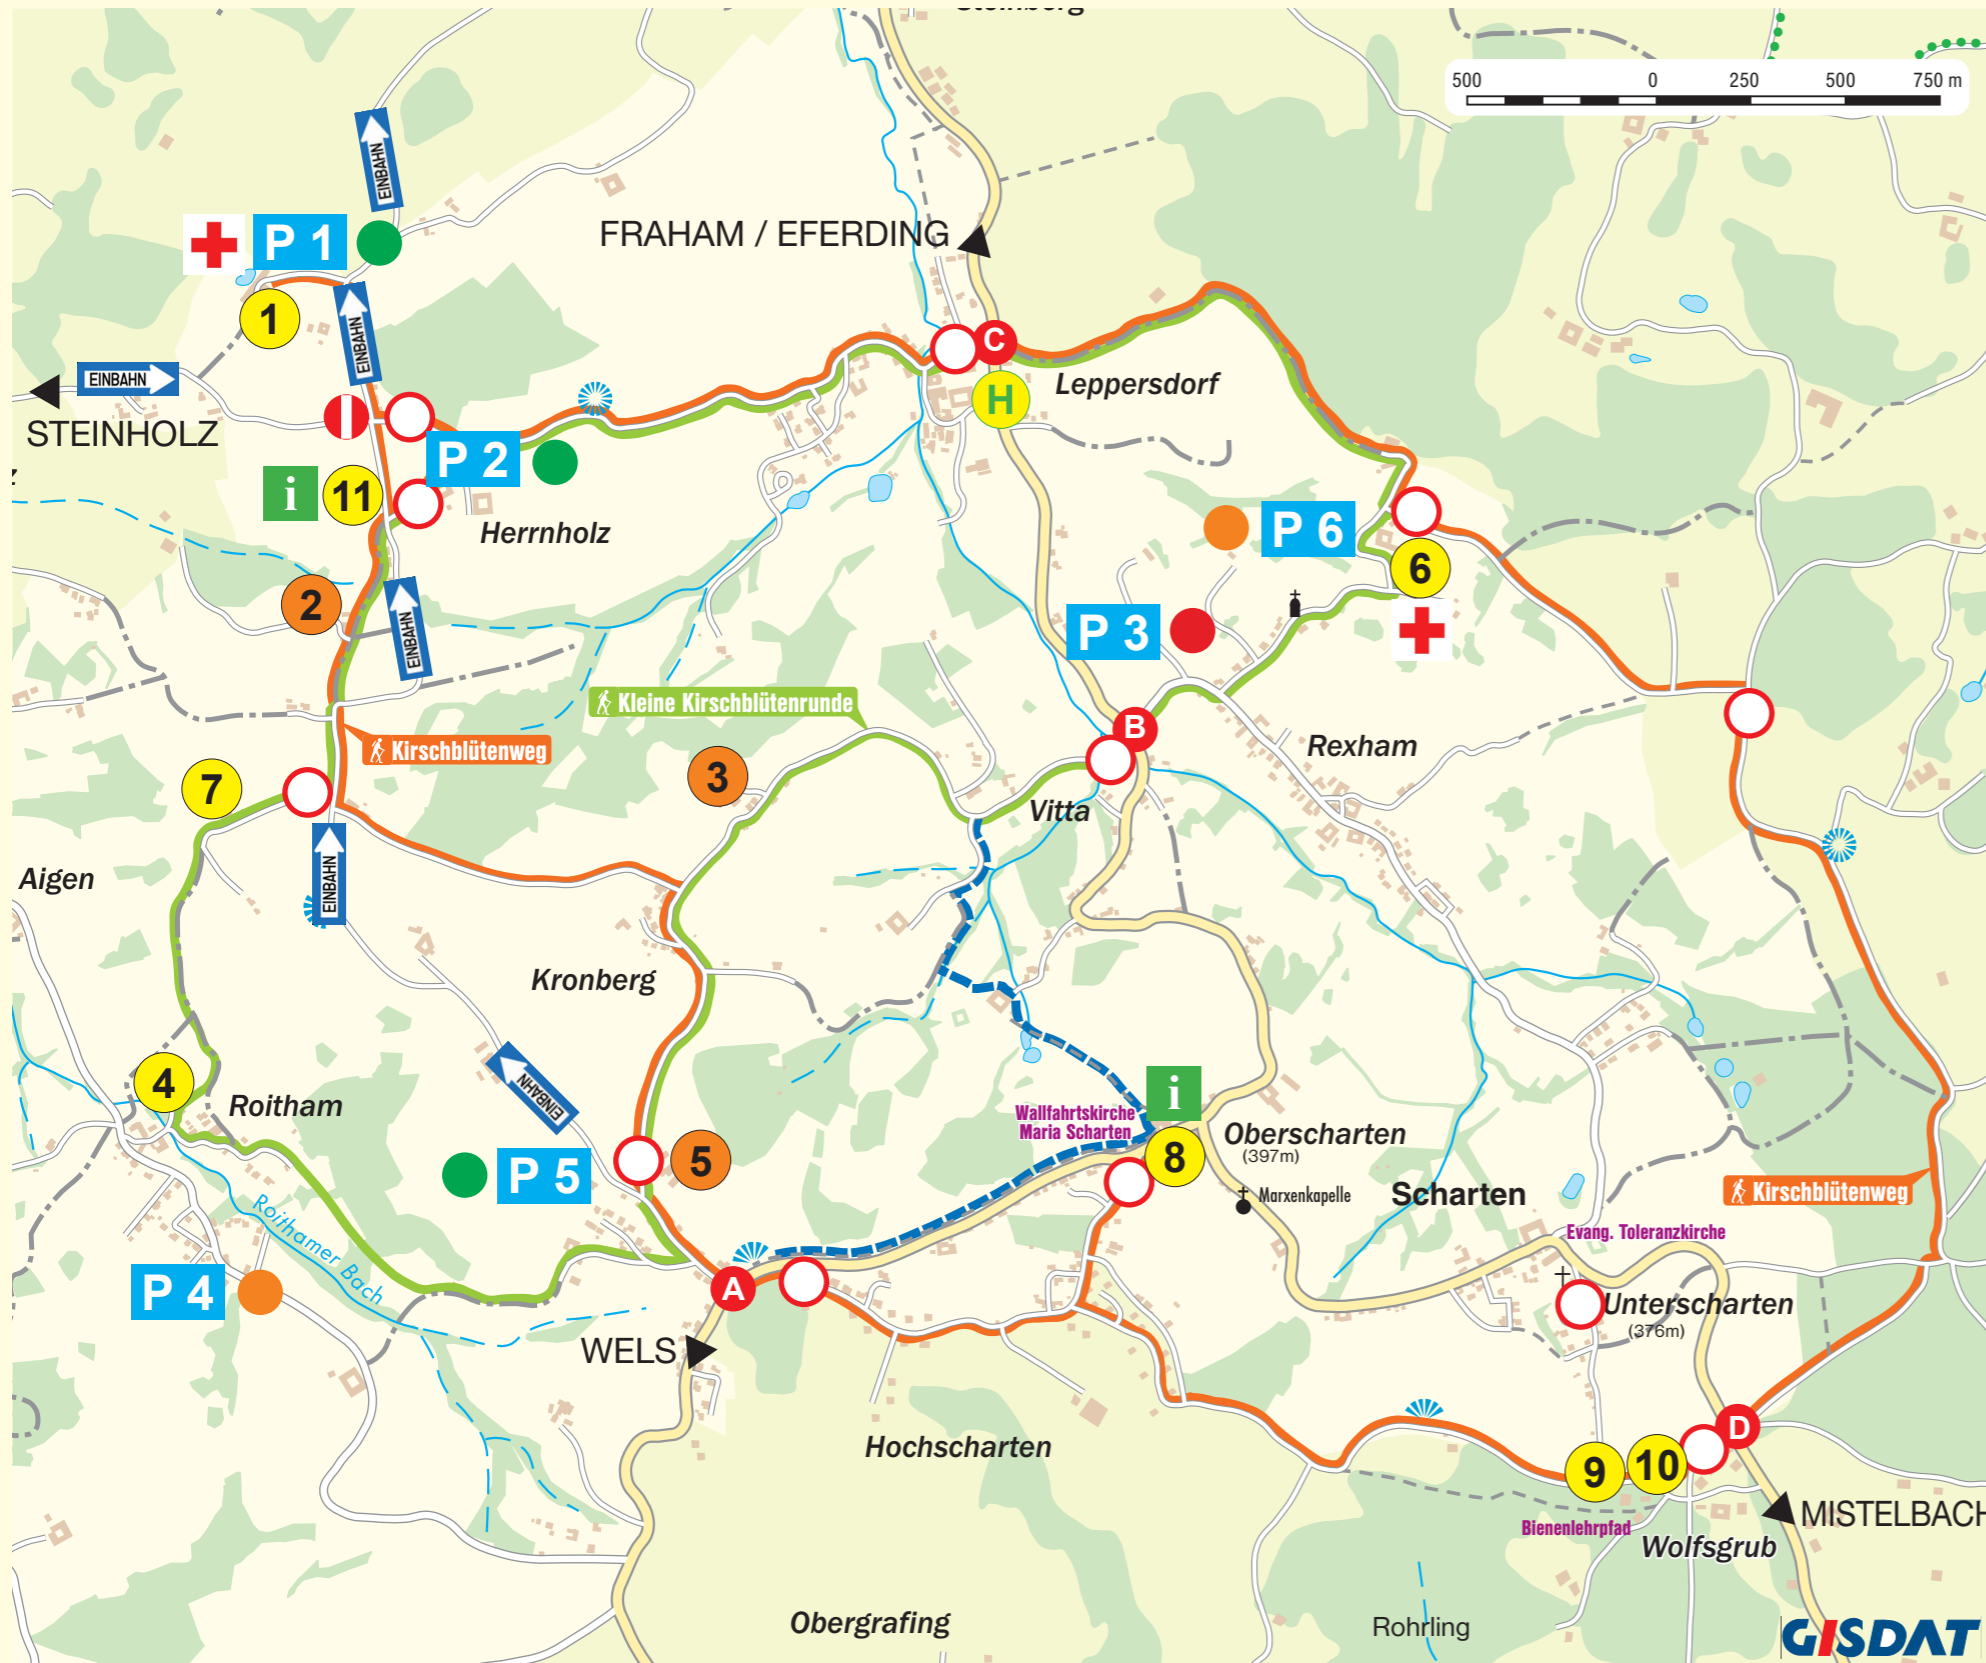 500 0 250 500 750 m
EINBAHN
P 1
FRAHAM / EFERDING
1
EINBAHN
EINBAHN
C
STEINHOLZ
H
Leppersdorf
P 2
i
11
Herrnholz
P 6
6
2
EINBAHN
P 3
Kleine Kirschblütenrunde
B
Kirschblütenweg
Rexham
3
7
Vitta
Aigen
EINBAHN
Kronberg
4
Roitham
EINBAHN
i
Wallfahrtskirche
Maria Scharten
Oberscharten
(397m)
8
5
P 5
Marxenkapelle
Scharten
Kirschblütenweg
Evang. Toleranzkirche
Roithamer Bach
P 4
A
Unterscharten
(376m)
WELS
Hochscharten
D
9
10
MISTELBACH
Bienenlehrpfad
Wolfsgrub
Obergrafing
Rohrling
GISDAT